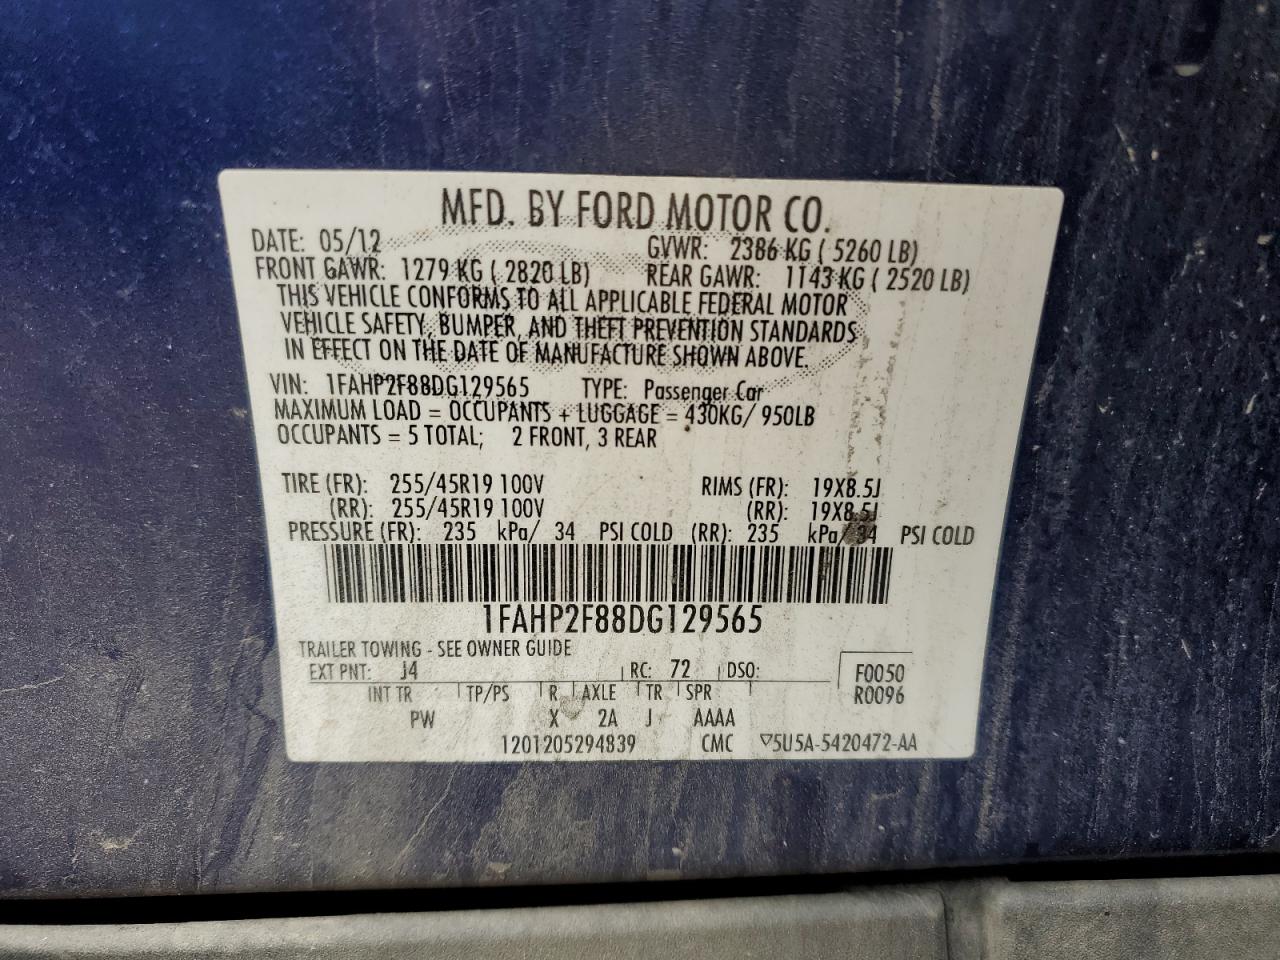 MFD. BY FORD MOTOR CO.
DATE: 05/12 GVWR: 2386 KG ( 5260 LB)
FRONT GAWR: 1279 KG ( 2820 LB) REAR GAWR: 1143 KG ( 2520 LB)
THIS VEHICLE CONFORMS TO ALL APPLICABLE FEDERAL MOTOR
VEHICLE SAFETY, BUMPER, AND THEFT PREVENTION STANDARDS
IN EFFECT ON THE DATE OF MANUFACTURE SHOWN ABOVE.
VIN: 1FAHP2F88DG129565 TYPE: Passenger Car
MAXIMUM LOAD = OCCUPANTS + LUGGAGE = 430KG/ 950LB
OCCUPANTS = 5 TOTAL; 2 FRONT, 3 REAR
TIRE (FR): 255/45R19 100V RIMS (FR): 19X8.5J
(RR): 255/45R19 100V (RR): 19X8.5J
PRESSURE (FR): 235 kPa/ 34 PSI COLD (RR): 235 kPa/ 34 PSI COLD
1FAHP2F88DG129565
TRAILER TOWING - SEE OWNER GUIDE
EXT PNT: J4 RC: 72 DSO: F0050
INT TR TP/PS R AXLE TR SPR R0096
PW X 2A J AAAA
1201205294839 CMC ▽5U5A-5420472-AA